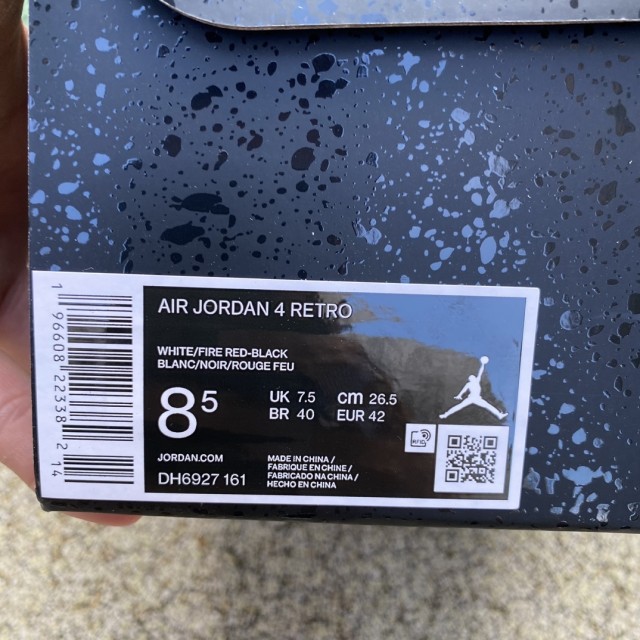 AIR JORDAN 4 RETRO
WHITE/FIRE RED-BLACK
BLANC/NOIR/ROUGE FEU
8⁵
UK 7.5 cm 26.5
BR 40 EUR 42
JORDAN.COM
DH6927 161
MADE IN CHINA /
FABRIQUE EN CHINE /
FABRICADO NA CHINA /
HECHO EN CHINA
RFID
1 96608 22338 2 14